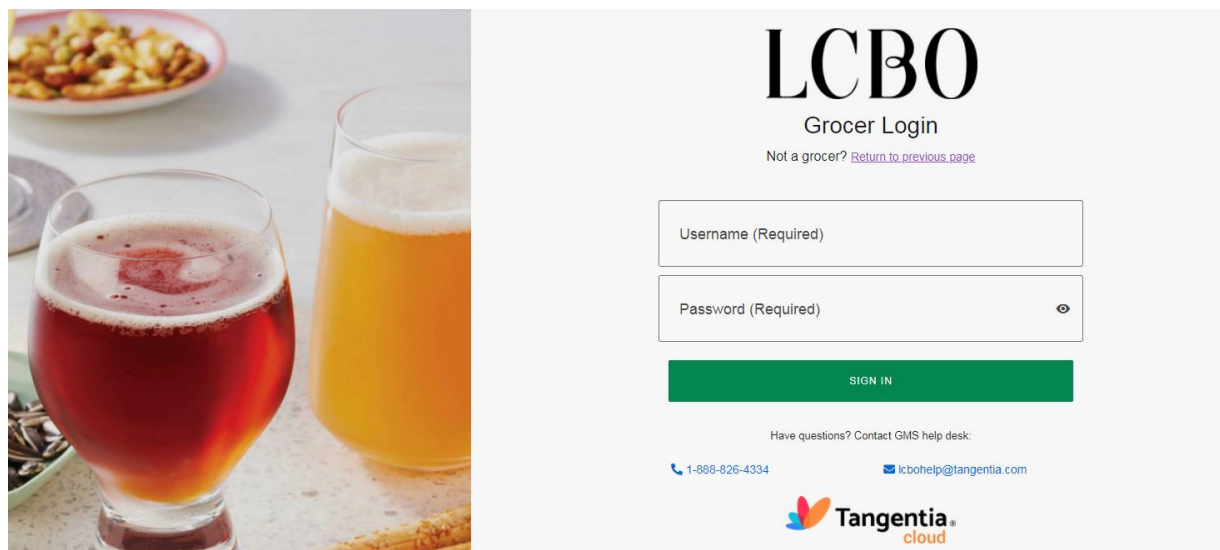 LCBO
Grocer Login
Not a grocer? Return to previous page
Username (Required)
Password (Required)
SIGN IN
Have questions? Contact GMS help desk:
1-888-826-4334 lcbohelp@tangentia.com
Tangentia®
cloud